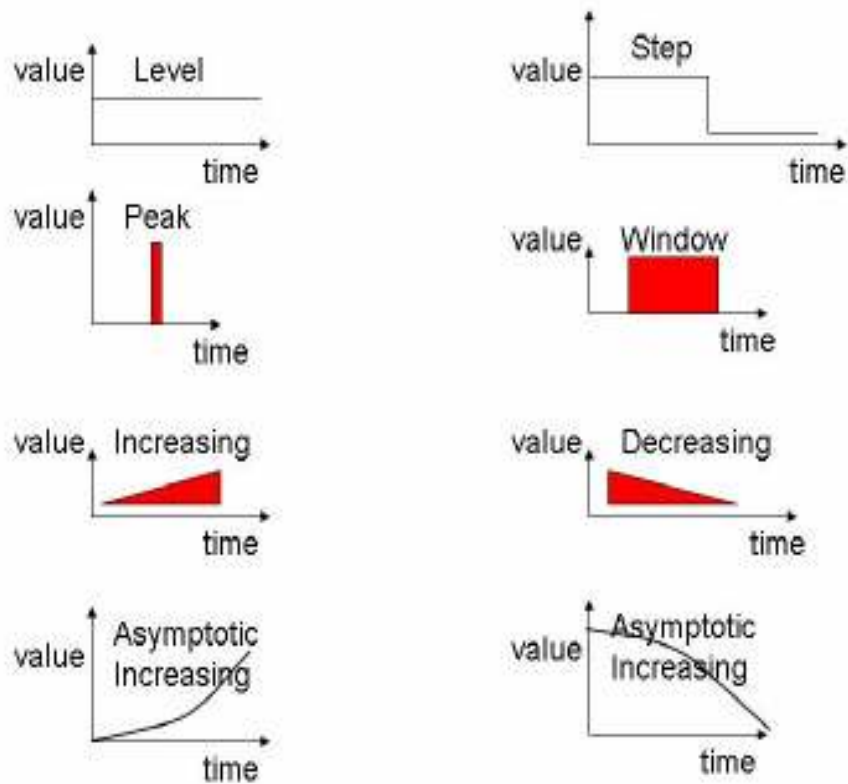 value
Level
time
value
Step
time
value
Peak
time
value
Window
time
value
Increasing
time
value
Decreasing
time
value
Asymptotic
Increasing
time
value
Asymptotic
Increasing
time